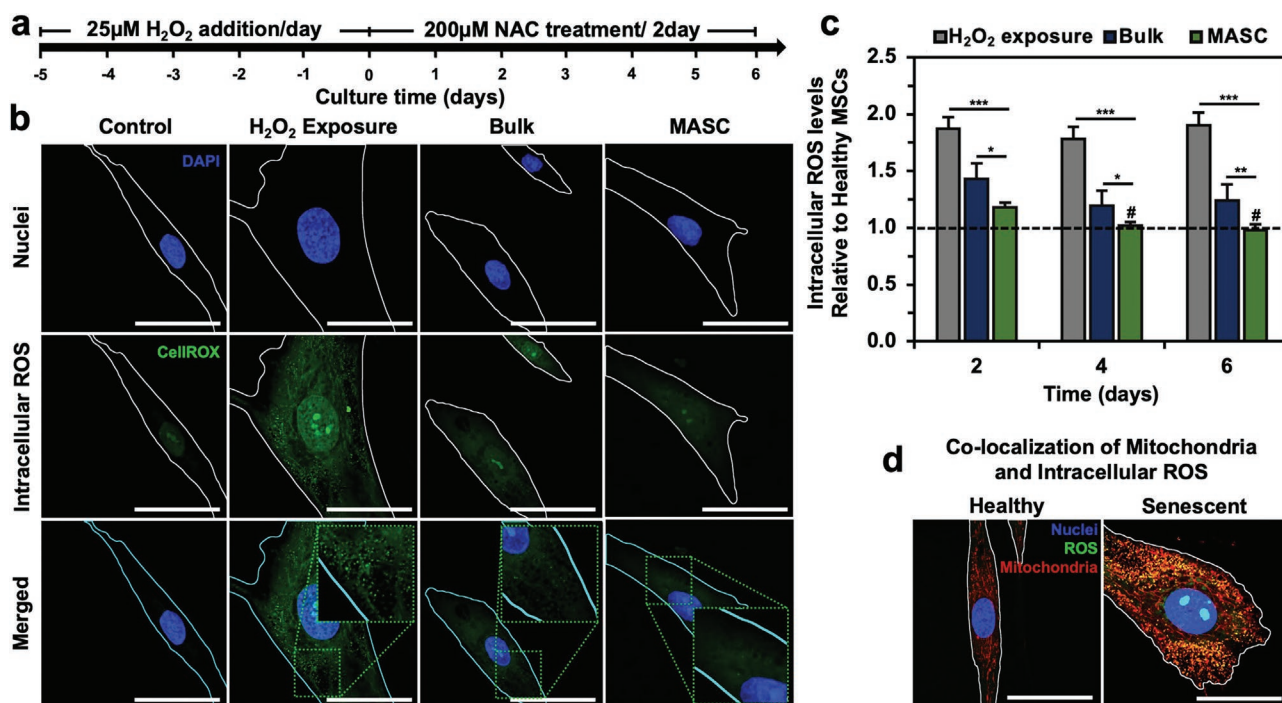 a
25µM H₂O₂ addition/day
200µM NAC treatment/ 2day
-5 -4 -3 -2 -1 0 1 2 3 4 5 6
Culture time (days)
b
Control
H₂O₂ Exposure
Bulk
MASC
Nuclei
DAPI
Intracellular ROS
CellROX
Merged
c
H₂O₂ exposure Bulk MASC
Intracellular ROS levels
Relative to Healthy MSCs
2.5
2.0
1.5
1.0
0.5
0.0
*** * *** * # *** ** #
2 4 6
Time (days)
d
Co-localization of Mitochondria
and Intracellular ROS
Healthy
Senescent
Nuclei
ROS
Mitochondria